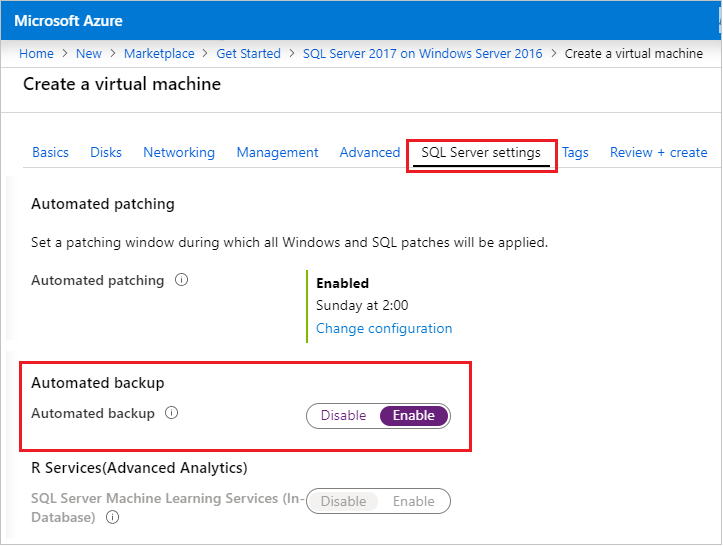 Microsoft Azure
Home > New > Marketplace > Get Started > SQL Server 2017 on Windows Server 2016 > Create a virtual machine
Create a virtual machine
Basics Disks Networking Management Advanced SQL Server settings Tags Review + create
Automated patching
Set a patching window during which all Windows and SQL patches will be applied.
Automated patching
Enabled
Sunday at 2:00
Change configuration
Automated backup
Automated backup Disable Enable
R Services(Advanced Analytics)
SQL Server Machine Learning Services (In-
Database) Disable Enable